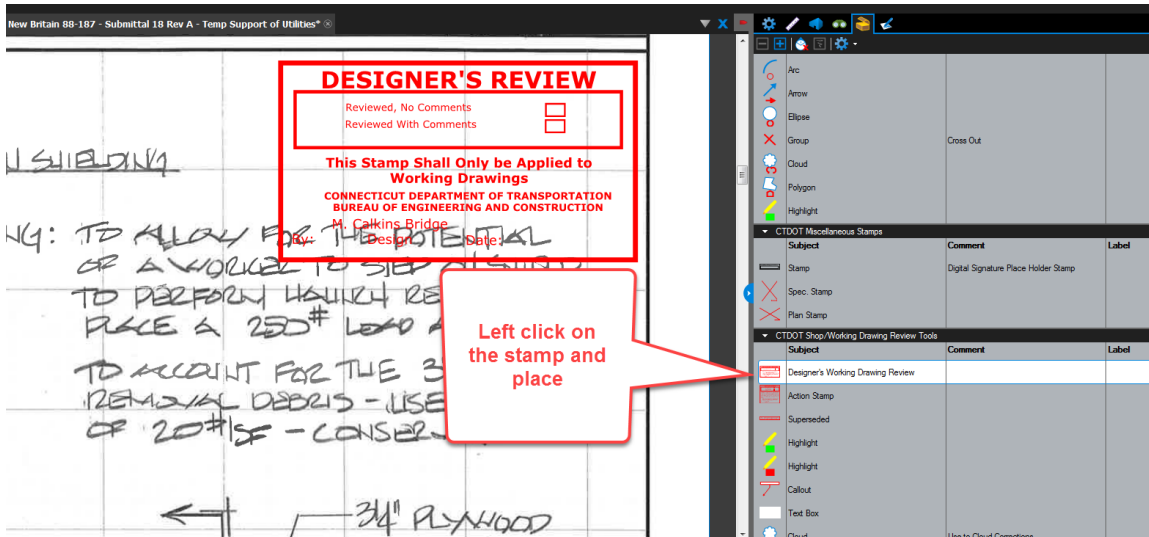 New Britain 88-187 - Submittal 18 Rev A - Temp Support of Utilities*
DESIGNER'S REVIEW
Reviewed, No Comments
Reviewed With Comments
This Stamp Shall Only be Applied to
Working Drawings
CONNECTICUT DEPARTMENT OF TRANSPORTATION
BUREAU OF ENGINEERING AND CONSTRUCTION
M. Calkins Bridge
By: Design Date:
SHIELDING
TO ALLOW FOR THE POTENTIAL
OF A WORKER TO STEP
TO PERFORM
PLACE A 250# LOAD
TO ACCOUNT FOR THE
REMOVAL DEBRIS - USE
OF 20#/SF -
3/4" PLYWOOD
Left click on
the stamp and
place
Arc
Arrow
Ellipse
Group Cross Out
Cloud
Polygon
Highlight
CTDOT Miscellaneous Stamps
Subject Comment Label
Stamp Digital Signature Place Holder Stamp
Spec. Stamp
Plan Stamp
CTDOT Shop/Working Drawing Review Tools
Subject Comment Label
Designer's Working Drawing Review
Action Stamp
Superseded
Highlight
Highlight
Callout
Text Box
Cloud Use to Cloud Corrections